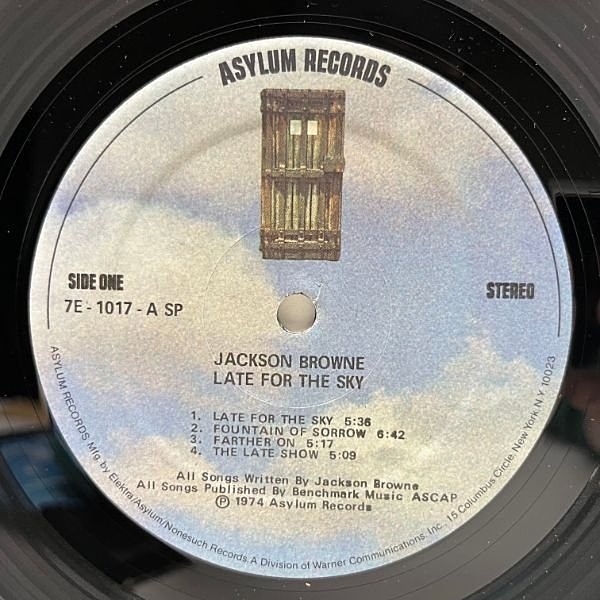 ASYLUM RECORDS
SIDE ONE
7E - 1017 - A SP
STEREO
JACKSON BROWNE
LATE FOR THE SKY
1. LATE FOR THE SKY 5:36
2. FOUNTAIN OF SORROW 6:42
3. FARTHER ON 5:17
4. THE LATE SHOW 5:09
All Songs Written By Jackson Browne
All Songs Published By Benchmark Music ASCAP
Ⓟ 1974 Asylum Records
ASYLUM RECORDS Mfg. by Elektra/Asylum/Nonesuch Records A Division of Warner Communications. Inc., 15 Columbus Circle, New York N.Y. 10023